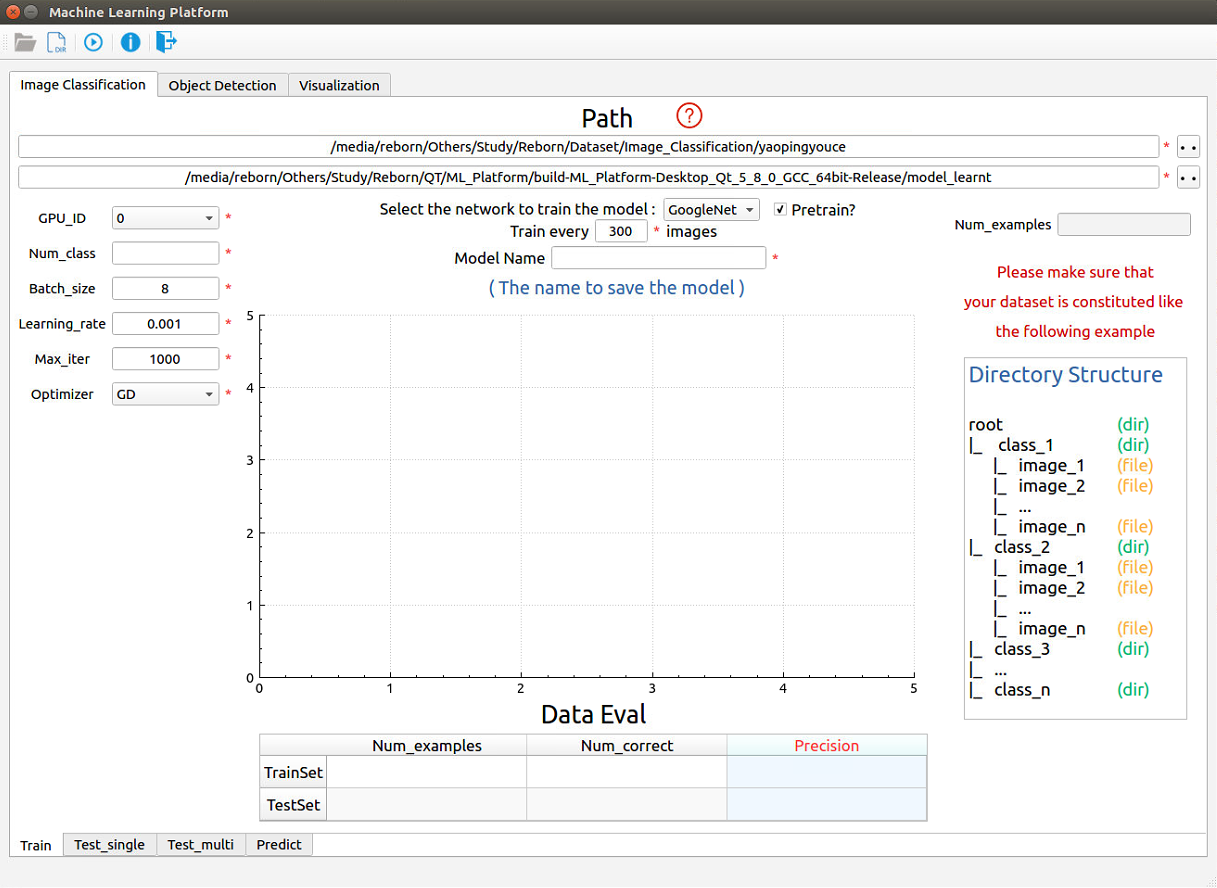 Machine Learning Platform
DIR
Image Classification Object Detection Visualization
Path ?
/media/reborn/Others/Study/Reborn/Dataset/Image_Classification/yaopingyouce * ..
/media/reborn/Others/Study/Reborn/QT/ML_Platform/build-ML_Platform-Desktop_Qt_5_8_0_GCC_64bit-Release/model_learnt * ..
GPU_ID 0 *
Num_class *
Batch_size 8 *
Learning_rate 0.001 *
Max_iter 1000 *
Optimizer GD *
Select the network to train the model : GoogleNet Pretrain?
Train every 300 * images
Model Name *
( The name to save the model )
5
4
3
2
1
0
0 1 2 3 4 5
Num_examples
Please make sure that
your dataset is constituted like
the following example
Directory Structure
root (dir)
|_ class_1 (dir)
|_ image_1 (file)
|_ image_2 (file)
|_ ...
|_ image_n (file)
|_ class_2 (dir)
|_ image_1 (file)
|_ image_2 (file)
|_ ...
|_ image_n (file)
|_ class_3 (dir)
|_ ...
|_ class_n (dir)
Data Eval
Num_examples Num_correct Precision
TrainSet
TestSet
Train Test_single Test_multi Predict